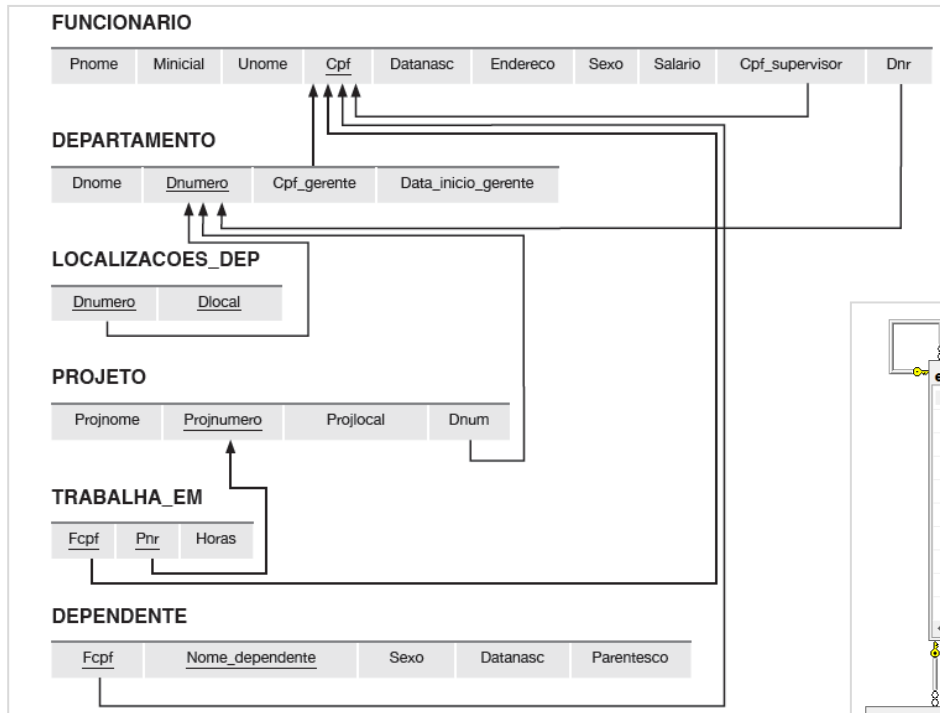 FUNCIONARIO
Pnome Minicial Unome Cpf Datanasc Endereco Sexo Salario Cpf_supervisor Dnr
DEPARTAMENTO
Dnome Dnumero Cpf_gerente Data_inicio_gerente
LOCALIZACOES_DEP
Dnumero Dlocal
PROJETO
Projnome Projnumero Projlocal Dnum
TRABALHA_EM
Fcpf Pnr Horas
DEPENDENTE
Fcpf Nome_dependente Sexo Datanasc Parentesco